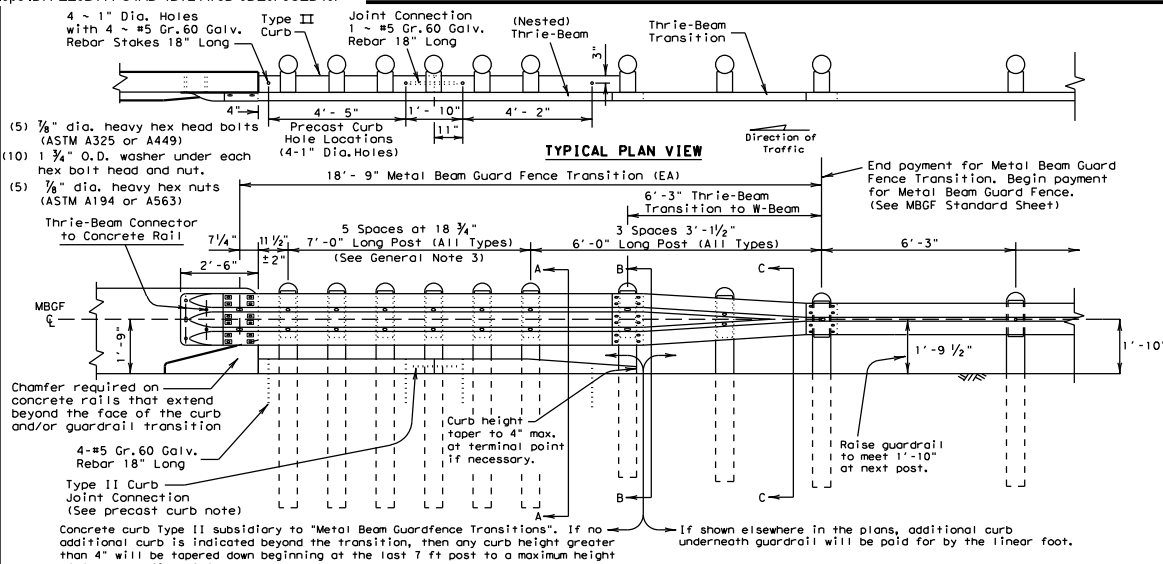 4 ~ 1" Dia. Holes
with 4 ~ #5 Gr.60 Galv.
Rebar Stakes 18" Long
Type II
Curb
Joint Connection
1 ~ #5 Gr.60 Galv.
Rebar 18" Long
(Nested)
Thrie-Beam
Thrie-Beam
Transition
3"
4"
4'- 5"
1'- 10"
4'- 2"
11"
Precast Curb
Hole Locations
(4-1" Dia.Holes)
Direction of
Traffic
TYPICAL PLAN VIEW
(5) 7/8" dia. heavy hex head bolts
(ASTM A325 or A449)
(10) 1 3/4" O.D. washer under each
hex bolt head and nut.
(5) 7/8" dia. heavy hex nuts
(ASTM A194 or A563)
18'- 9" Metal Beam Guard Fence Transition (EA)
End payment for Metal Beam Guard
Fence Transition. Begin payment
for Metal Beam Guard Fence.
(See MBGF Standard Sheet)
6'-3" Thrie-Beam
Transition to W-Beam
Thrie-Beam Connector
to Concrete Rail
7 1/4"
11 1/2"
±2"
5 Spaces at 18 3/4"
7'-0" Long Post (All Types)
(See General Note 3)
3 Spaces 3'-1 1/2"
6'-0" Long Post (All Types)
6'-3"
2'-6"
A
B
C
MBGF
℄
1'-9"
1'-9 1/2"
1'-10"
Chamfer required on
concrete rails that extend
beyond the face of the curb
and/or guardrail transition
Curb height
taper to 4" max.
at terminal point
if necessary.
Raise guardrail
to meet 1'-10"
at next post.
4-#5 Gr.60 Galv.
Rebar 18" Long
Type II Curb
Joint Connection
(See precast curb note)
B
C
A
Concrete curb Type II subsidiary to "Metal Beam Guardfence Transitions". If no
additional curb is indicated beyond the transition, then any curb height greater
than 4" will be tapered down beginning at the last 7 ft post to a maximum height
If shown elsewhere in the plans, additional curb
underneath guardrail will be paid for by the linear foot.